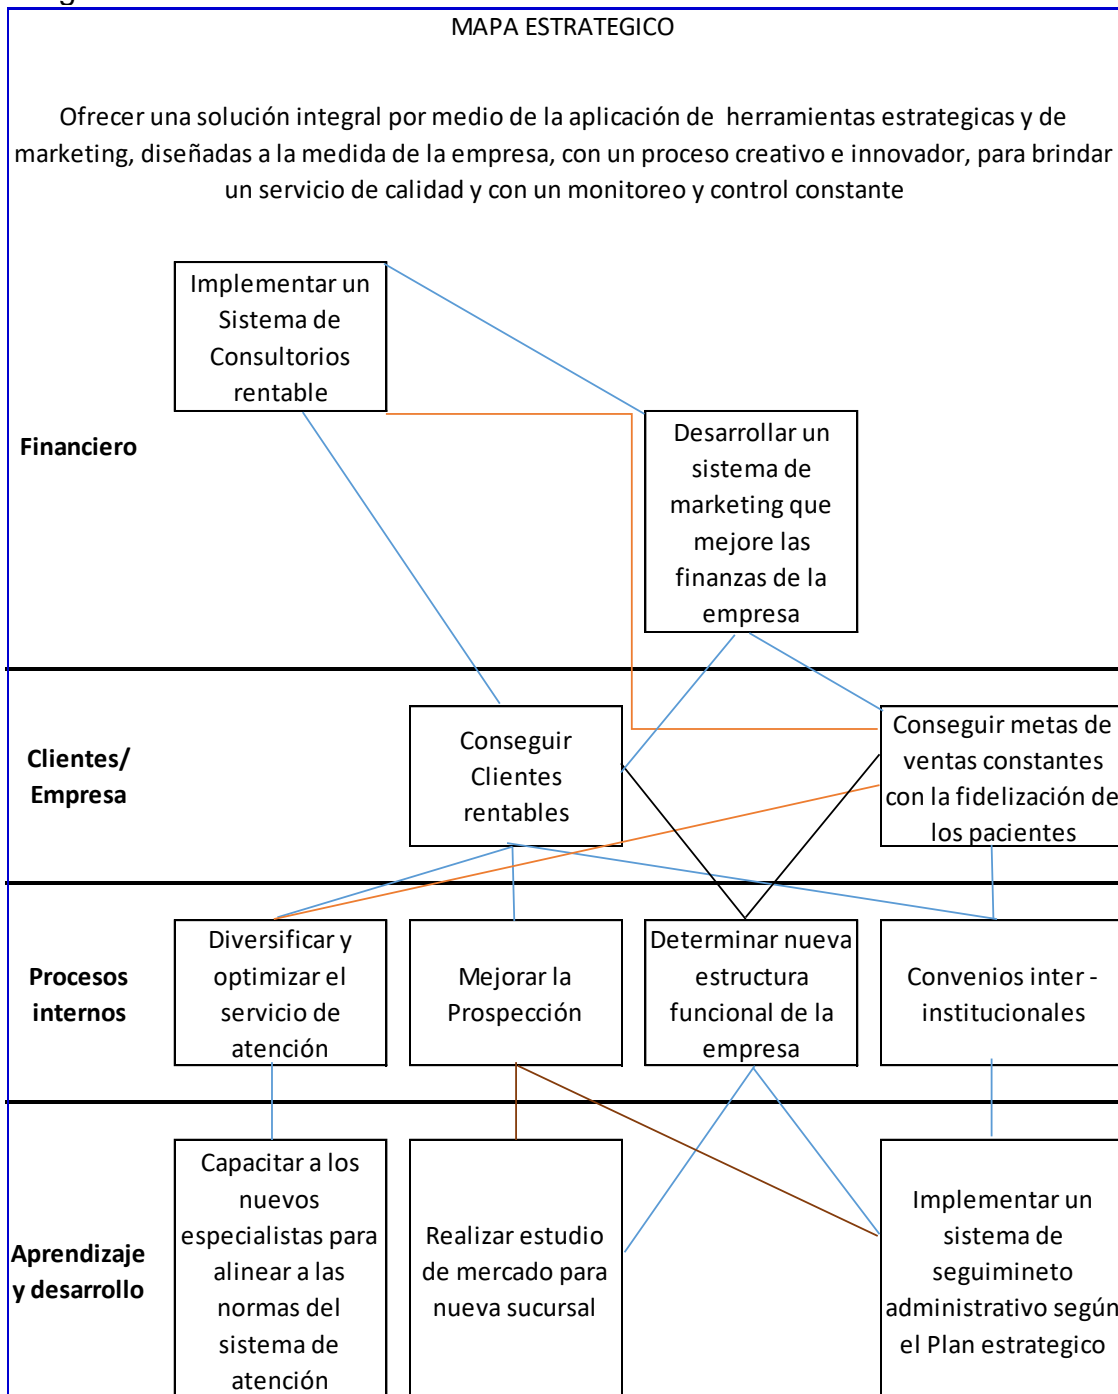 MAPA ESTRATEGICO
Ofrecer una solución integral por medio de la aplicación de herramientas estrategicas y de
marketing, diseñadas a la medida de la empresa, con un proceso creativo e innovador, para brindar
un servicio de calidad y con un monitoreo y control constante
Financiero
Implementar un
Sistema de
Consultorios
rentable
Desarrollar un
sistema de
marketing que
mejore las
finanzas de la
empresa
Clientes/
Empresa
Conseguir
Clientes
rentables
Conseguir metas de
ventas constantes
con la fidelización de
los pacientes
Procesos
internos
Diversificar y
optimizar el
servicio de
atención
Mejorar la
Prospección
Determinar nueva
estructura
funcional de la
empresa
Convenios inter -
institucionales
Aprendizaje
y desarrollo
Capacitar a los
nuevos
especialistas para
alinear a las
normas del
sistema de
atención
Realizar estudio
de mercado para
nueva sucursal
Implementar un
sistema de
seguimineto
administrativo según
el Plan estrategico